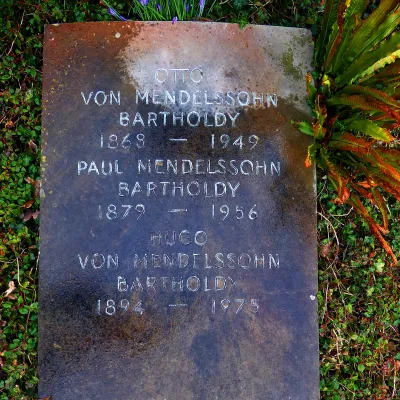 OTTO
VON MENDELSSOHN
BARTHOLDY
1868 — 1949
PAUL MENDELSSOHN
BARTHOLDY
1879 — 1956
HUGO
VON MENDELSSOHN
BARTHOLDY
1894 — 1975